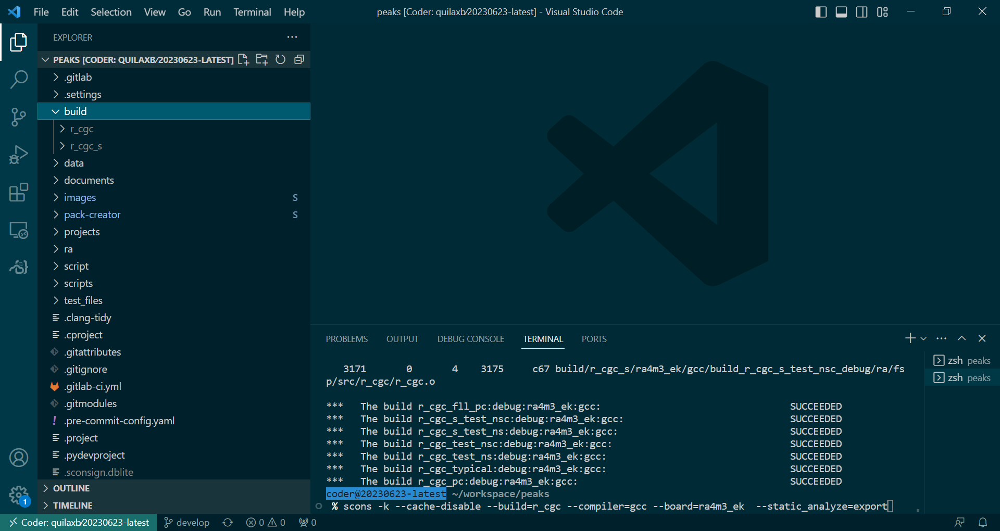 File Edit Selection View Go Run Terminal Help
peaks [Coder: quilaxb/20230623-latest] - Visual Studio Code
EXPLORER
PEAKS [CODER: QUILAXB/20230623-LATEST]
.gitlab
.settings
build
r_cgc
r_cgc_s
data
documents
images S
pack-creator S
projects
ra
script
scripts
test_files
.clang-tidy
.cproject
.gitattributes
.gitignore
.gitlab-ci.yml
.gitmodules
! .pre-commit-config.yaml
.project
.pydevproject
.sconsign.dblite
OUTLINE
TIMELINE
1
PROBLEMS OUTPUT DEBUG CONSOLE TERMINAL PORTS
zsh peaks
zsh peaks
3171 0 4 3175 c67 build/r_cgc_s/ra4m3_ek/gcc/build_r_cgc_s_test_nsc_debug/ra/fs
p/src/r_cgc/r_cgc.o
*** The build r_cgc_fll_pc:debug:ra4m3_ek:gcc: SUCCEEDED
*** The build r_cgc_s_test_nsc:debug:ra4m3_ek:gcc: SUCCEEDED
*** The build r_cgc_s_test_ns:debug:ra4m3_ek:gcc: SUCCEEDED
*** The build r_cgc_test_nsc:debug:ra4m3_ek:gcc: SUCCEEDED
*** The build r_cgc_test_ns:debug:ra4m3_ek:gcc: SUCCEEDED
*** The build r_cgc_typical:debug:ra4m3_ek:gcc: SUCCEEDED
*** The build r_cgc_pc:debug:ra4m3_ek:gcc: SUCCEEDED
coder@20230623-latest ~/workspace/peaks
% scons -k --cache-disable --build=r_cgc --compiler=gcc --board=ra4m3_ek --static_analyze=export
Coder: quilaxb/20230623-latest develop 0 0 0